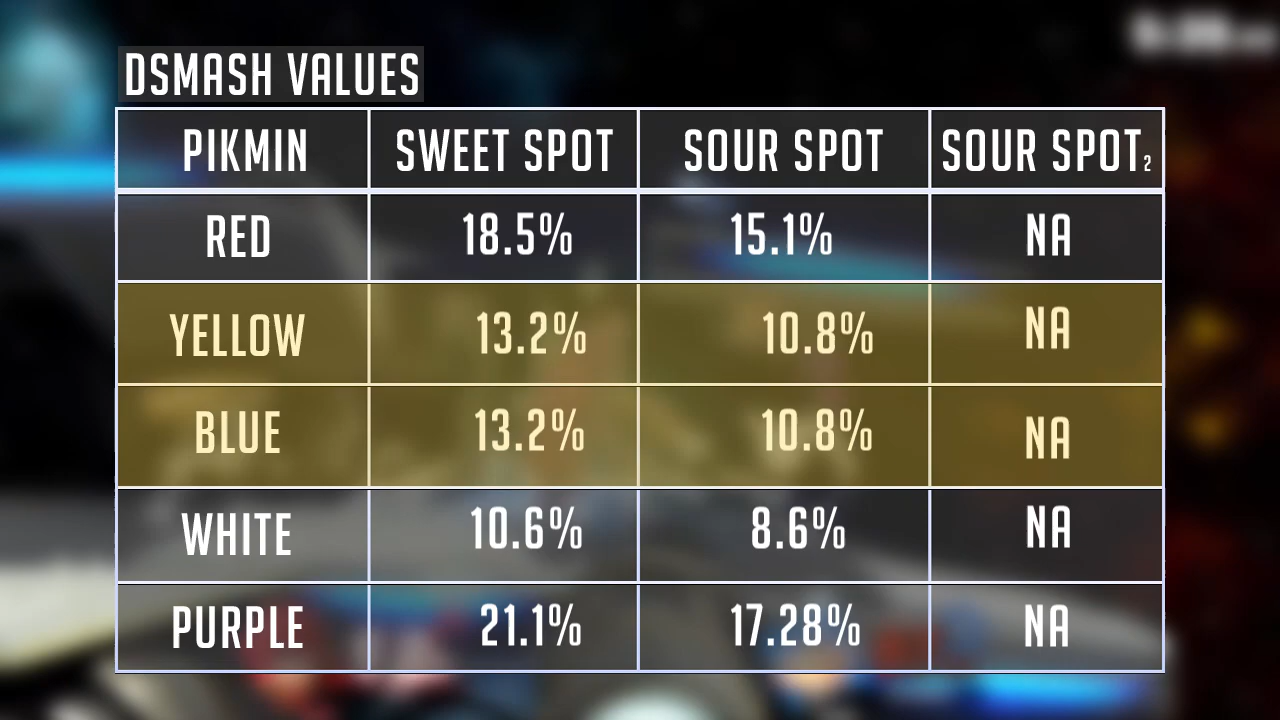 DSMASH VALUES
PIKMIN SWEET SPOT SOUR SPOT SOUR SPOT2
RED 18.5% 15.1% NA
YELLOW 13.2% 10.8% NA
BLUE 13.2% 10.8% NA
WHITE 10.6% 8.6% NA
PURPLE 21.1% 17.28% NA